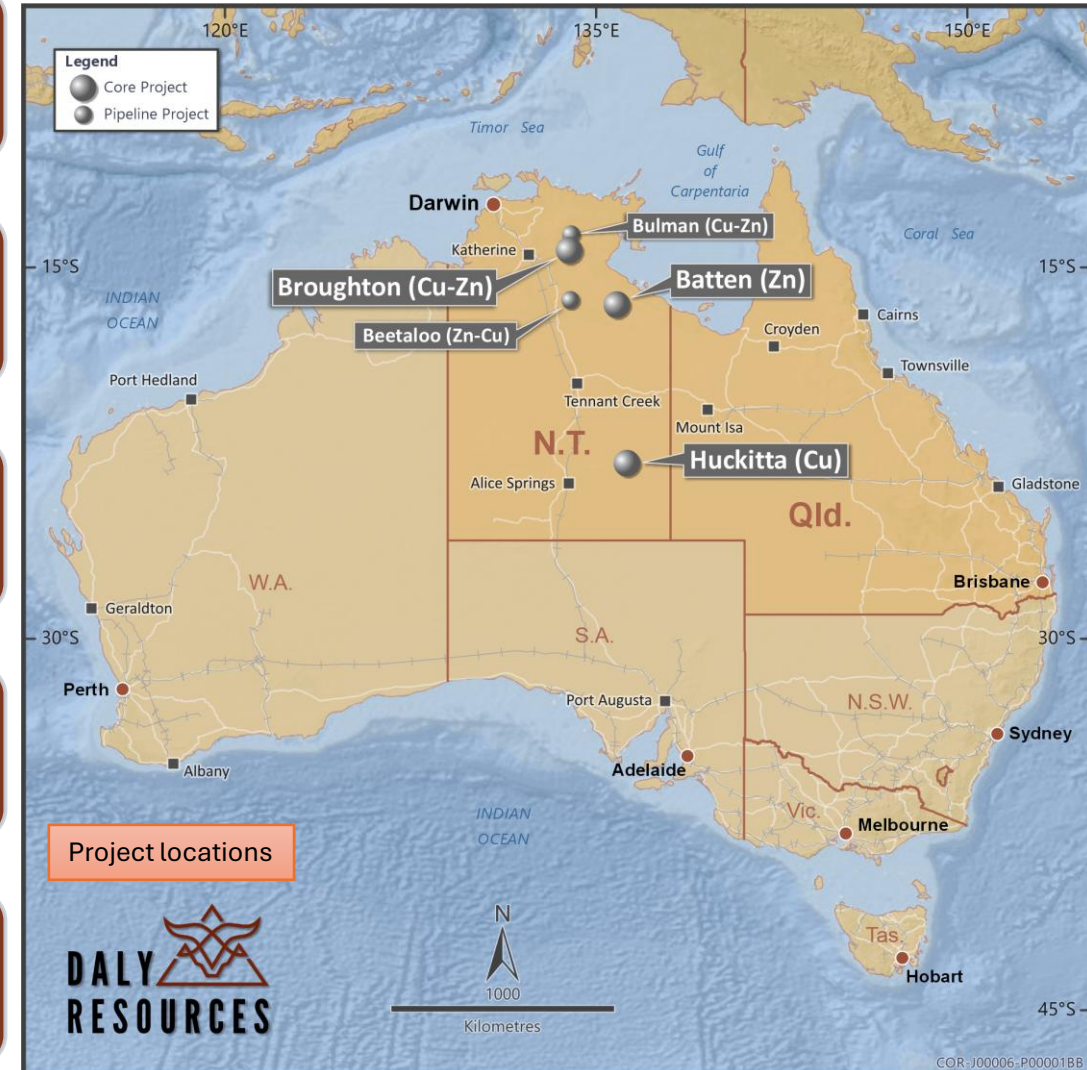 120°E
135°E
150°E
Legend
Core Project
Pipeline Project
Timor Sea
Gulf
of
Carpentaria
Darwin
Bulman (Cu-Zn)
Katherine
Coral Sea
15°S
15°S
Broughton (Cu-Zn)
Batten (Zn)
INDIAN
OCEAN
Cairns
Beetaloo (Zn-Cu)
Croyden
Townsville
Port Hedland
Tennant Creek
Mount Isa
N.T.
Huckitta (Cu)
Alice Springs
Gladstone
Qld.
W.A.
Brisbane
Geraldton
30°S
S.A.
30°S
Perth
Port Augusta
N.S.W.
Sydney
Albany
Adelaide
INDIAN
OCEAN
Vic.
Melbourne
Project locations
N
Tas.
DALY
RESOURCES
Hobart
1000
Kilometres
45°S
COR-J00006-P00001BB